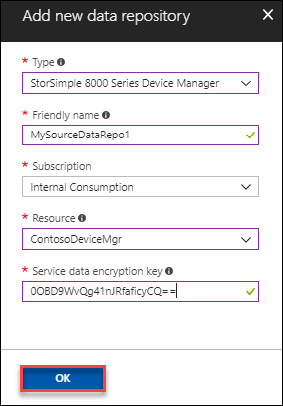 Add new data repository
* Type
StorSimple 8000 Series Device Manager
* Friendly name
MySourceDataRepo1
* Subscription
Internal Consumption
* Resource
ContosoDeviceMgr
* Service data encryption key
0OBD9WvQg41nJRfaficyCQ==
OK